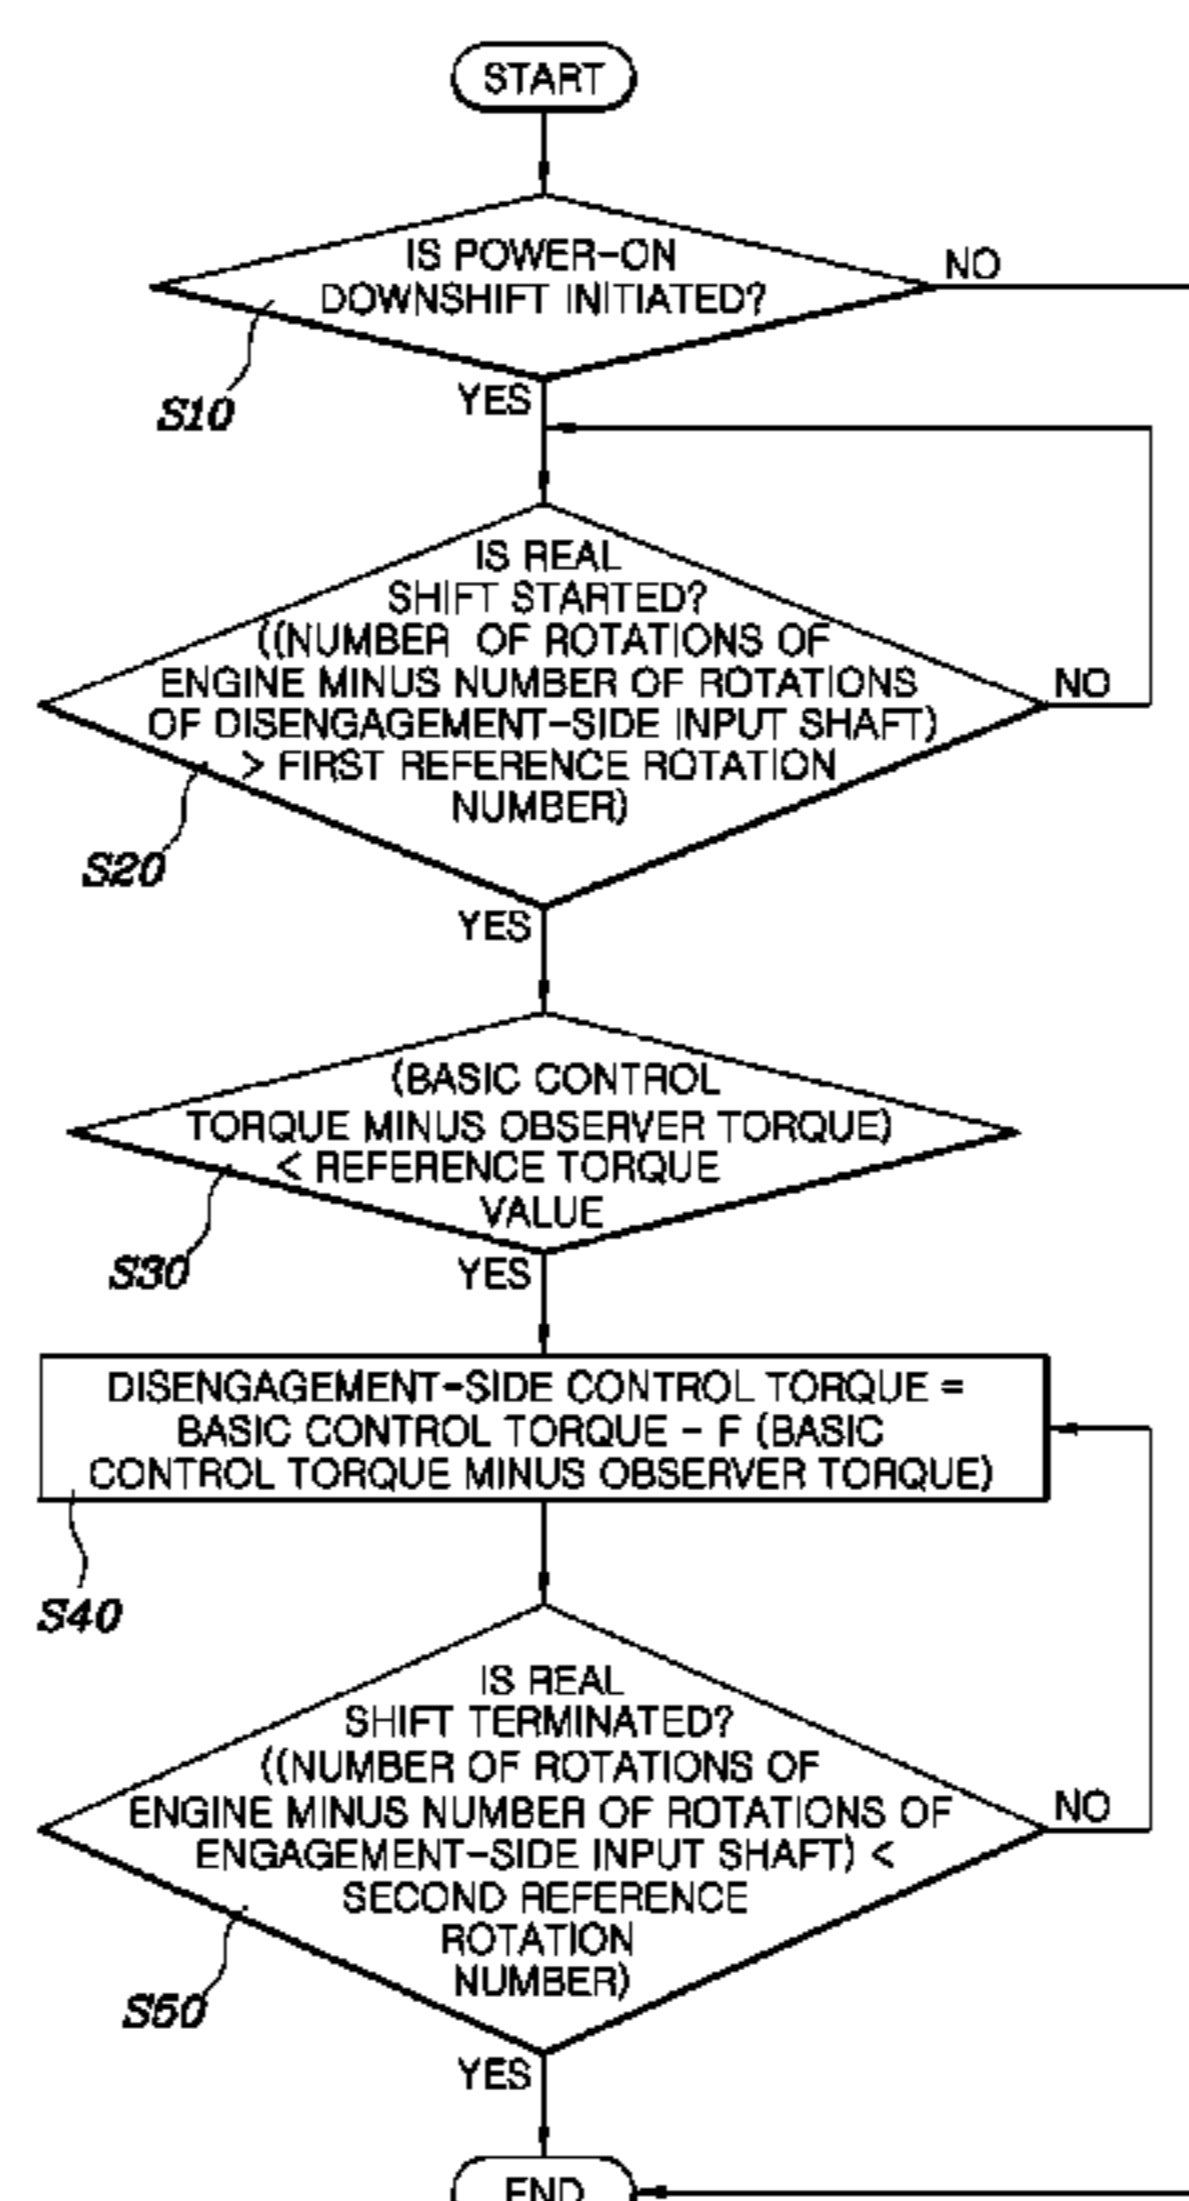 START
IS POWER-ON
DOWNSHIFT INITIATED?
NO
S10
YES
IS REAL
SHIFT STARTED?
((NUMBER OF ROTATIONS OF
ENGINE MINUS NUMBER OF ROTATIONS
OF DISENGAGEMENT-SIDE INPUT SHAFT)
> FIRST REFERENCE ROTATION
NUMBER)
NO
S20
YES
(BASIC CONTROL
TORQUE MINUS OBSERVER TORQUE)
< REFERENCE TORQUE
VALUE
S30
YES
DISENGAGEMENT-SIDE CONTROL TORQUE =
BASIC CONTROL TORQUE - F (BASIC
CONTROL TORQUE MINUS OBSERVER TORQUE)
S40
IS REAL
SHIFT TERMINATED?
((NUMBER OF ROTATIONS OF
ENGINE MINUS NUMBER OF ROTATIONS OF
ENGAGEMENT-SIDE INPUT SHAFT) <
SECOND REFERENCE
ROTATION
NUMBER)
NO
S50
YES
END